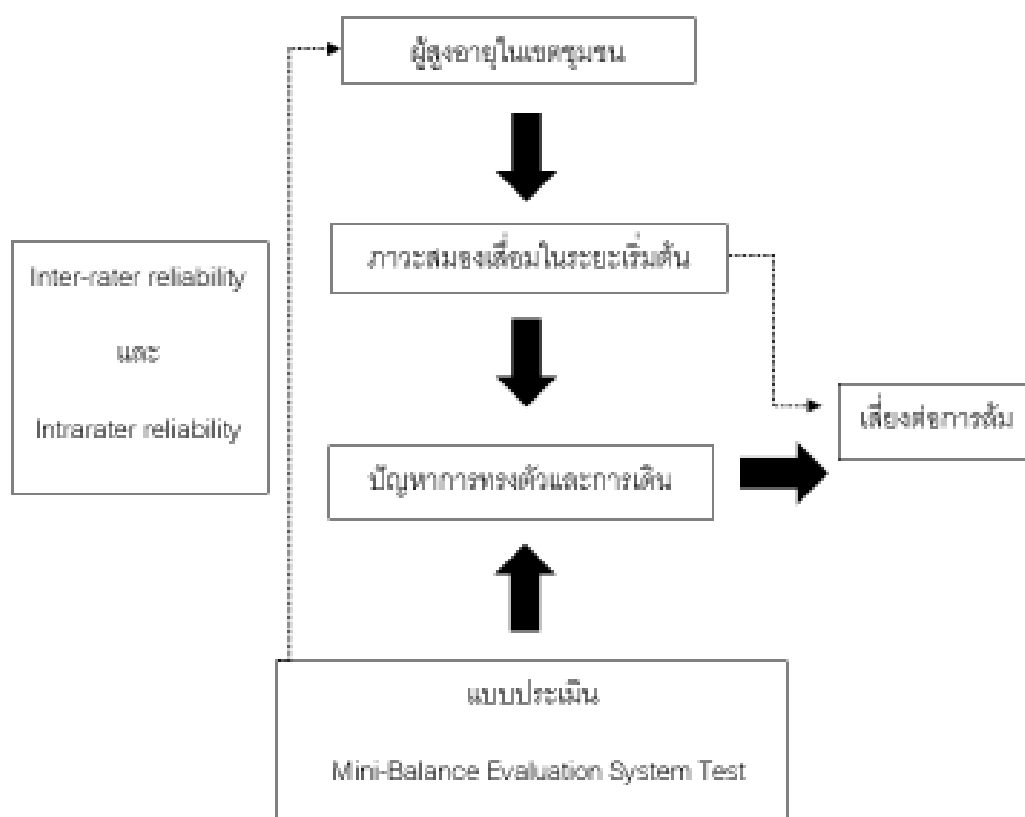 ผู้สูงอายุในเขตชุมชน
ภาวะสมองเสื่อมในระยะเริ่มต้น
Inter-rater reliability
และ
Intrarater reliability
เสี่ยงต่อการล้ม
ปัญหาการทรงตัวและการเดิน
แบบประเมิน
Mini-Balance Evaluation System Test